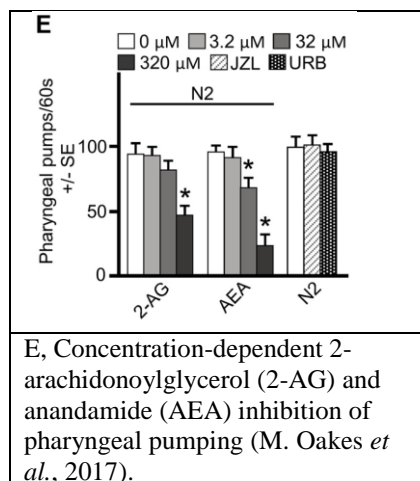 E
0 μM 3.2 μM 32 μM
320 μM JZL URB
N2
Pharyngeal pumps/60s
+/- SE
100
50
0
* * *
2-AG AEA N2
E, Concentration-dependent 2-
arachidonoylglycerol (2-AG) and
anandamide (AEA) inhibition of
pharyngeal pumping (M. Oakes et
al., 2017).